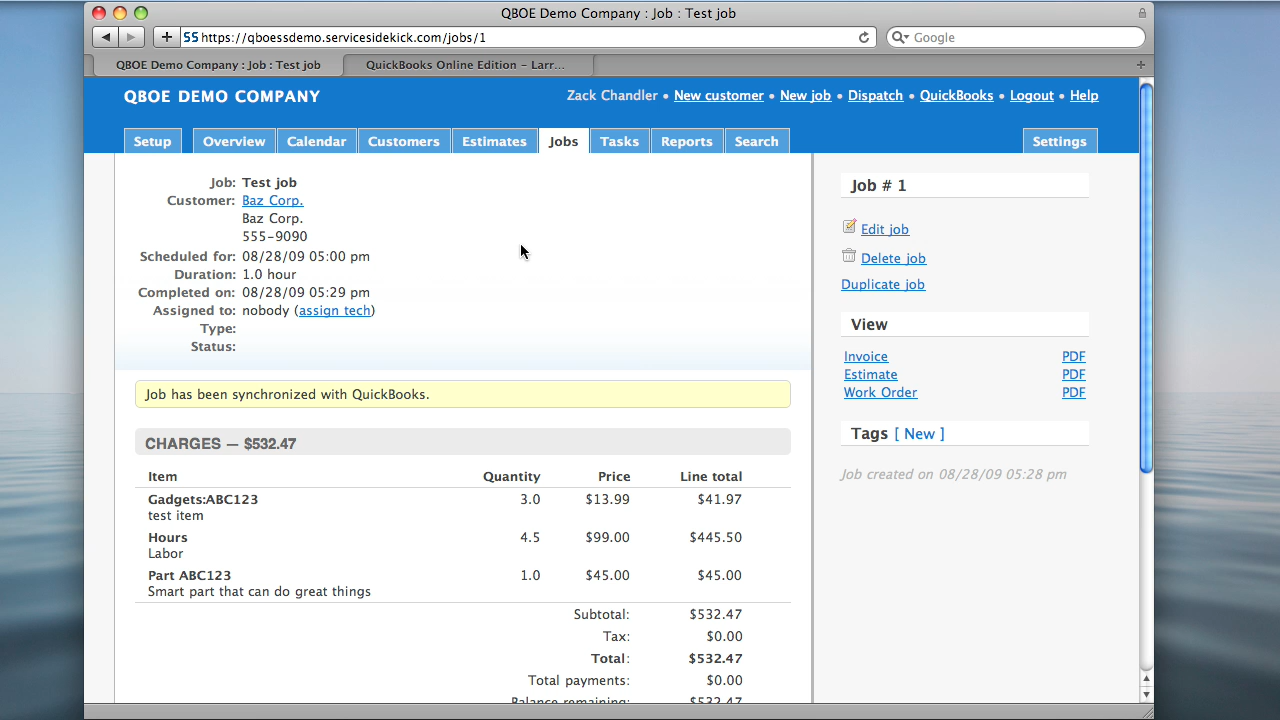 QBOE Demo Company : Job : Test job
SS https://qboessdemo.servicesidekick.com/jobs/1
Google
QBOE Demo Company : Job : Test job
QuickBooks Online Edition – Larr...
QBOE DEMO COMPANY
Zack Chandler • New customer • New job • Dispatch • QuickBooks • Logout • Help
Setup Overview Calendar Customers Estimates Jobs Tasks Reports Search Settings
Job: Test job
Customer: Baz Corp.
Baz Corp.
555-9090
Scheduled for: 08/28/09 05:00 pm
Duration: 1.0 hour
Completed on: 08/28/09 05:29 pm
Assigned to: nobody (assign tech)
Type:
Status:
Job has been synchronized with QuickBooks.
CHARGES — $532.47
Item Quantity Price Line total
Gadgets:ABC123 3.0 $13.99 $41.97
test item
Hours 4.5 $99.00 $445.50
Labor
Part ABC123 1.0 $45.00 $45.00
Smart part that can do great things
Subtotal: $532.47
Tax: $0.00
Total: $532.47
Total payments: $0.00
Balance remaining: $532.47
Job # 1
Edit job
Delete job
Duplicate job
View
Invoice PDF
Estimate PDF
Work Order PDF
Tags [ New ]
Job created on 08/28/09 05:28 pm